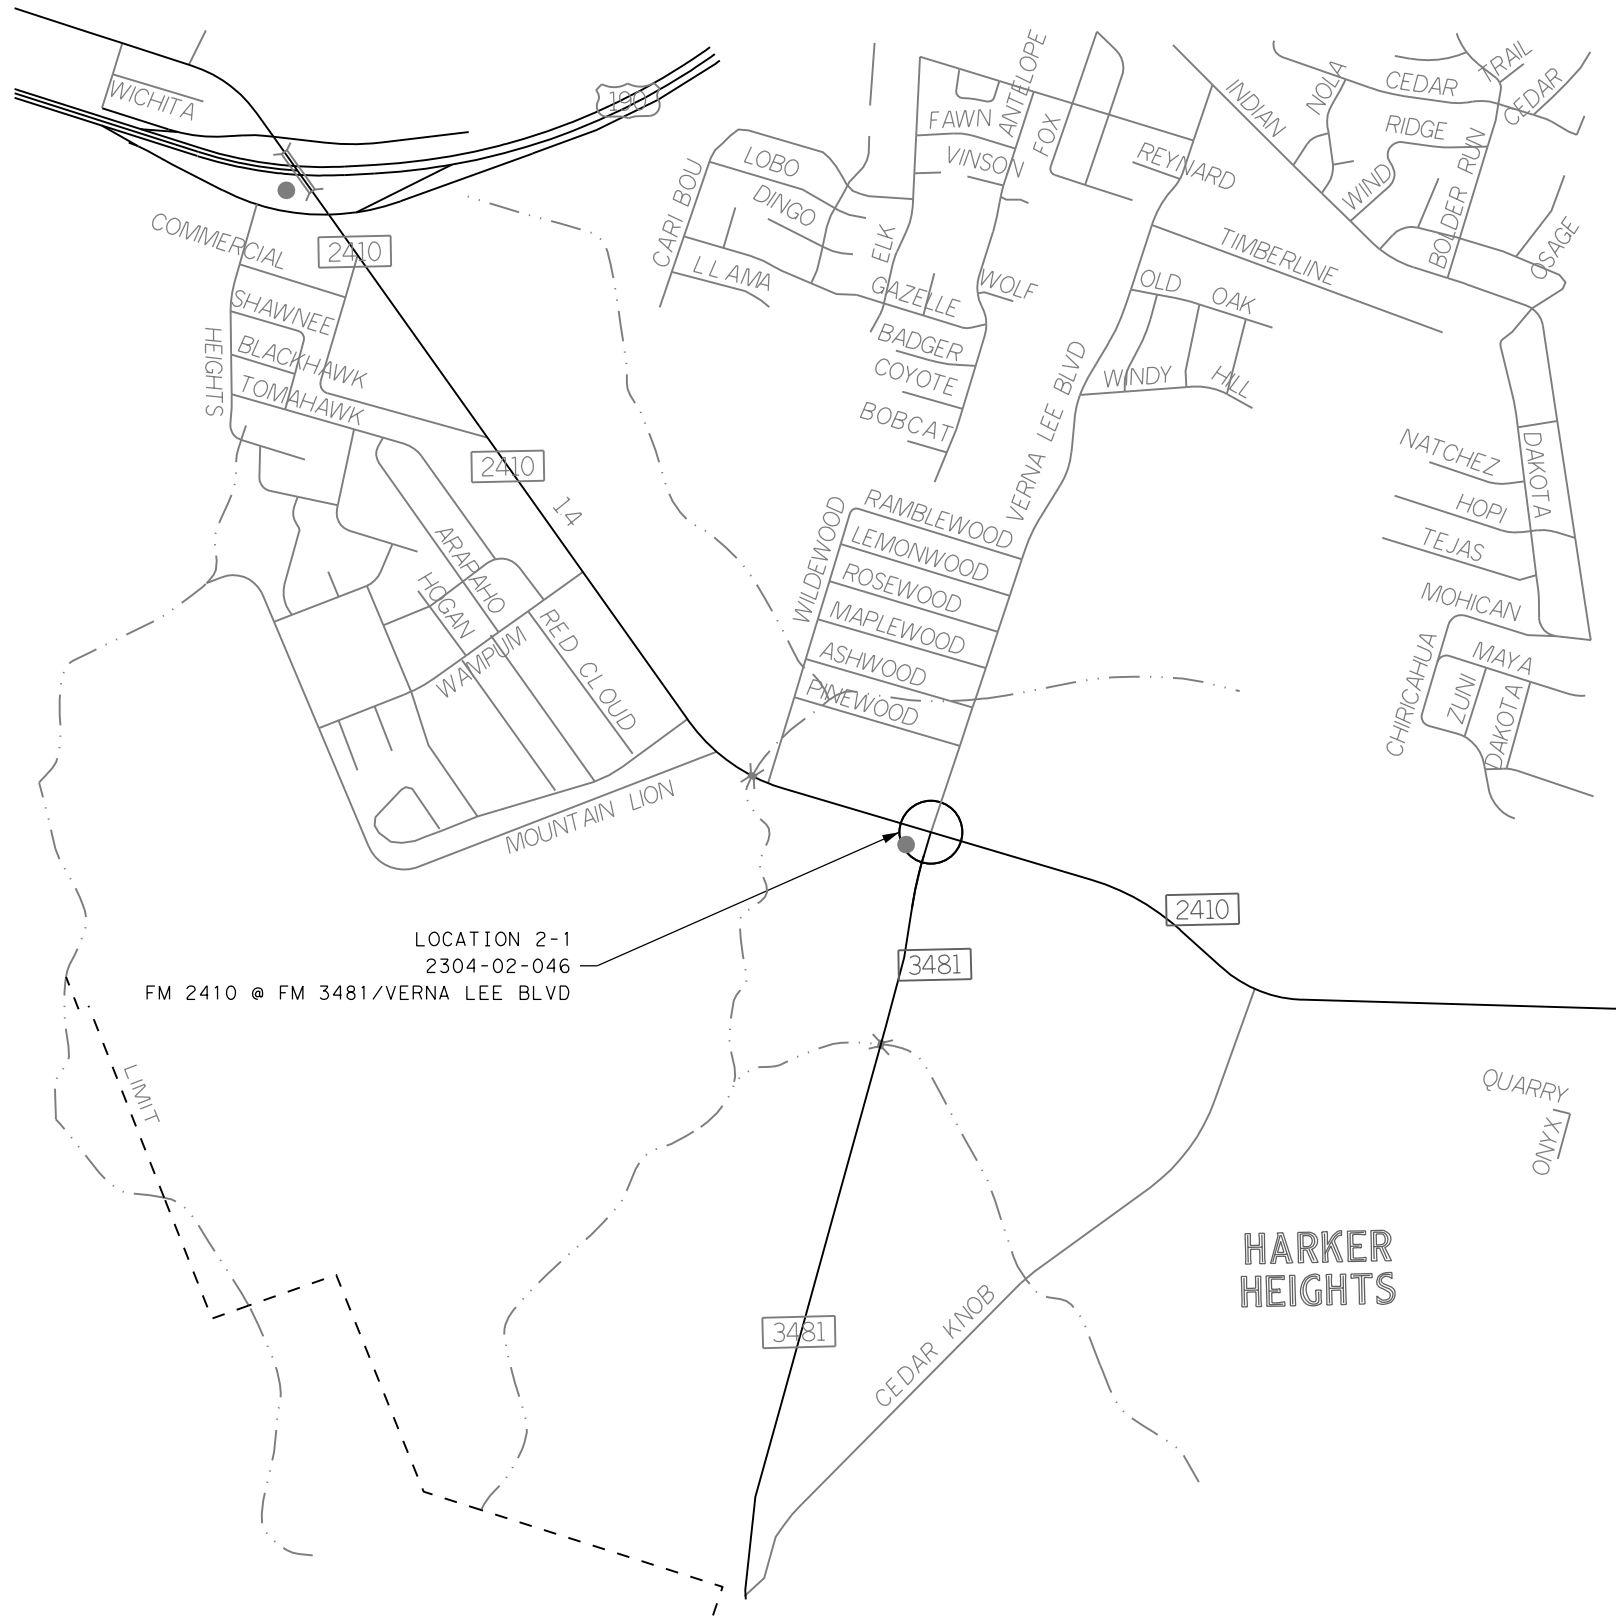 WICHITA
190
COMMERCIAL
2410
SHAWNEE
HEIGHTS
BLACKHAWK
TOMAHAWK
2410
14
ARAPAHO
HOGAN
WAMPUM
RED CLOUD
MOUNTAIN LION
LOBO
DINGO
CARI BOU
LLAMA
ELK
FAWN
VINSON
ANTELOPE
FOX
REYNARD
GAZELLE
WOLF
BADGER
COYOTE
BOBCAT
VERNA LEE BLVD
OLD OAK
WINDY HILL
TIMBERLINE
INDIAN
NOLA
CEDAR
TRAIL
CEDAR
RIDGE
WIND
BOLDER RUN
OSAGE
NATCHEZ
DAKOTA
HOPI
TEJAS
MOHICAN
CHIRICAHUA
MAYA
ZUNI
DAKOTA
WILDEWOOD
RAMBLEWOOD
LEMONWOOD
ROSEWOOD
MAPLEWOOD
ASHWOOD
PINEWOOD
2410
3481
LOCATION 2-1
2304-02-046
FM 2410 @ FM 3481/VERNA LEE BLVD
LIMIT
QUARRY
ONYX
HARKER
HEIGHTS
3481
CEDAR KNOB